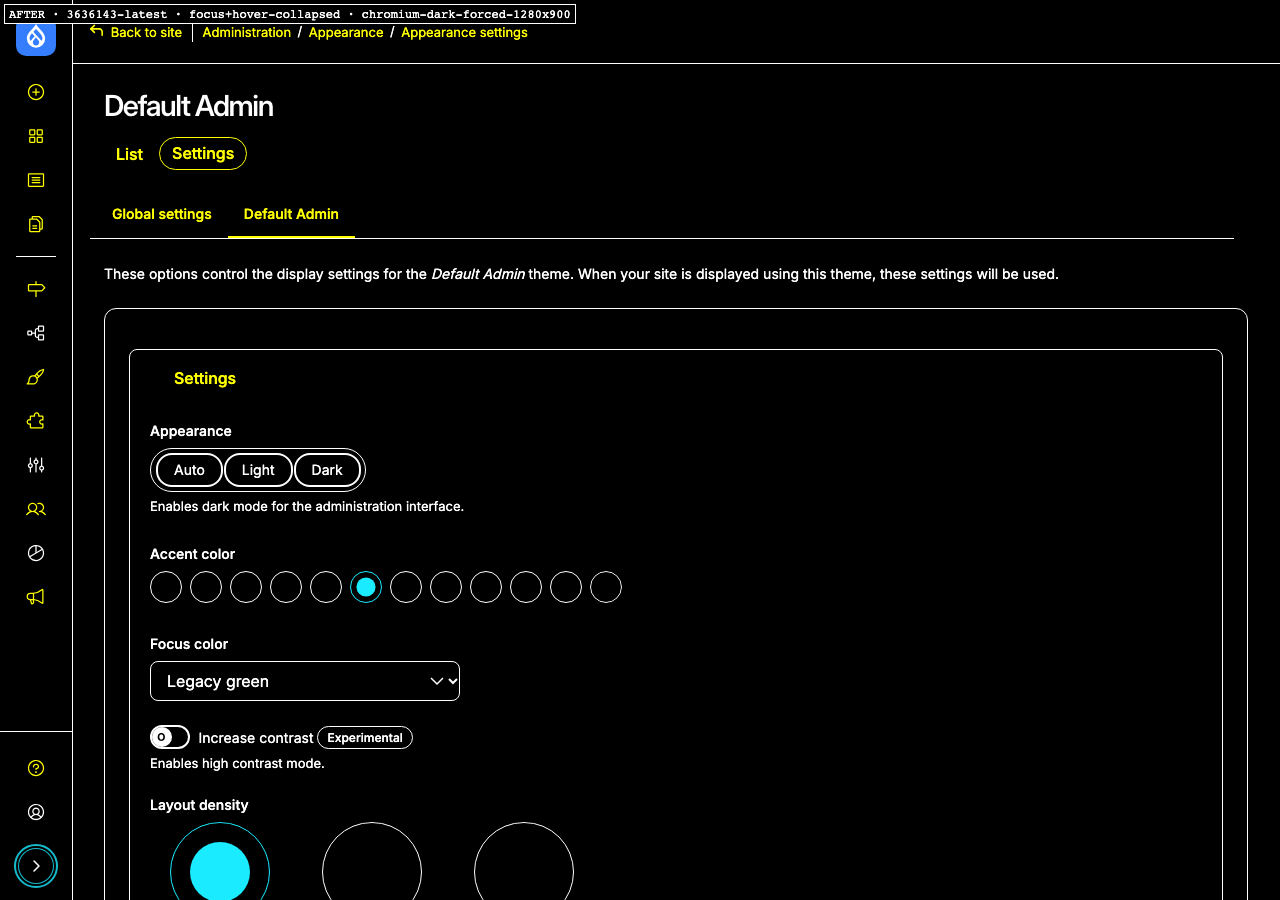 AFTER · 3636143-latest · focus+hover-collapsed · chromium-dark-forced-1280x900
Back to site Administration / Appearance / Appearance settings
Default Admin
List Settings
Global settings Default Admin
These options control the display settings for the Default Admin theme. When your site is displayed using this theme, these settings will be used.
Settings
Appearance
Auto Light Dark
Enables dark mode for the administration interface.
Accent color
Focus color
Legacy green
Increase contrast Experimental
Enables high contrast mode.
Layout density